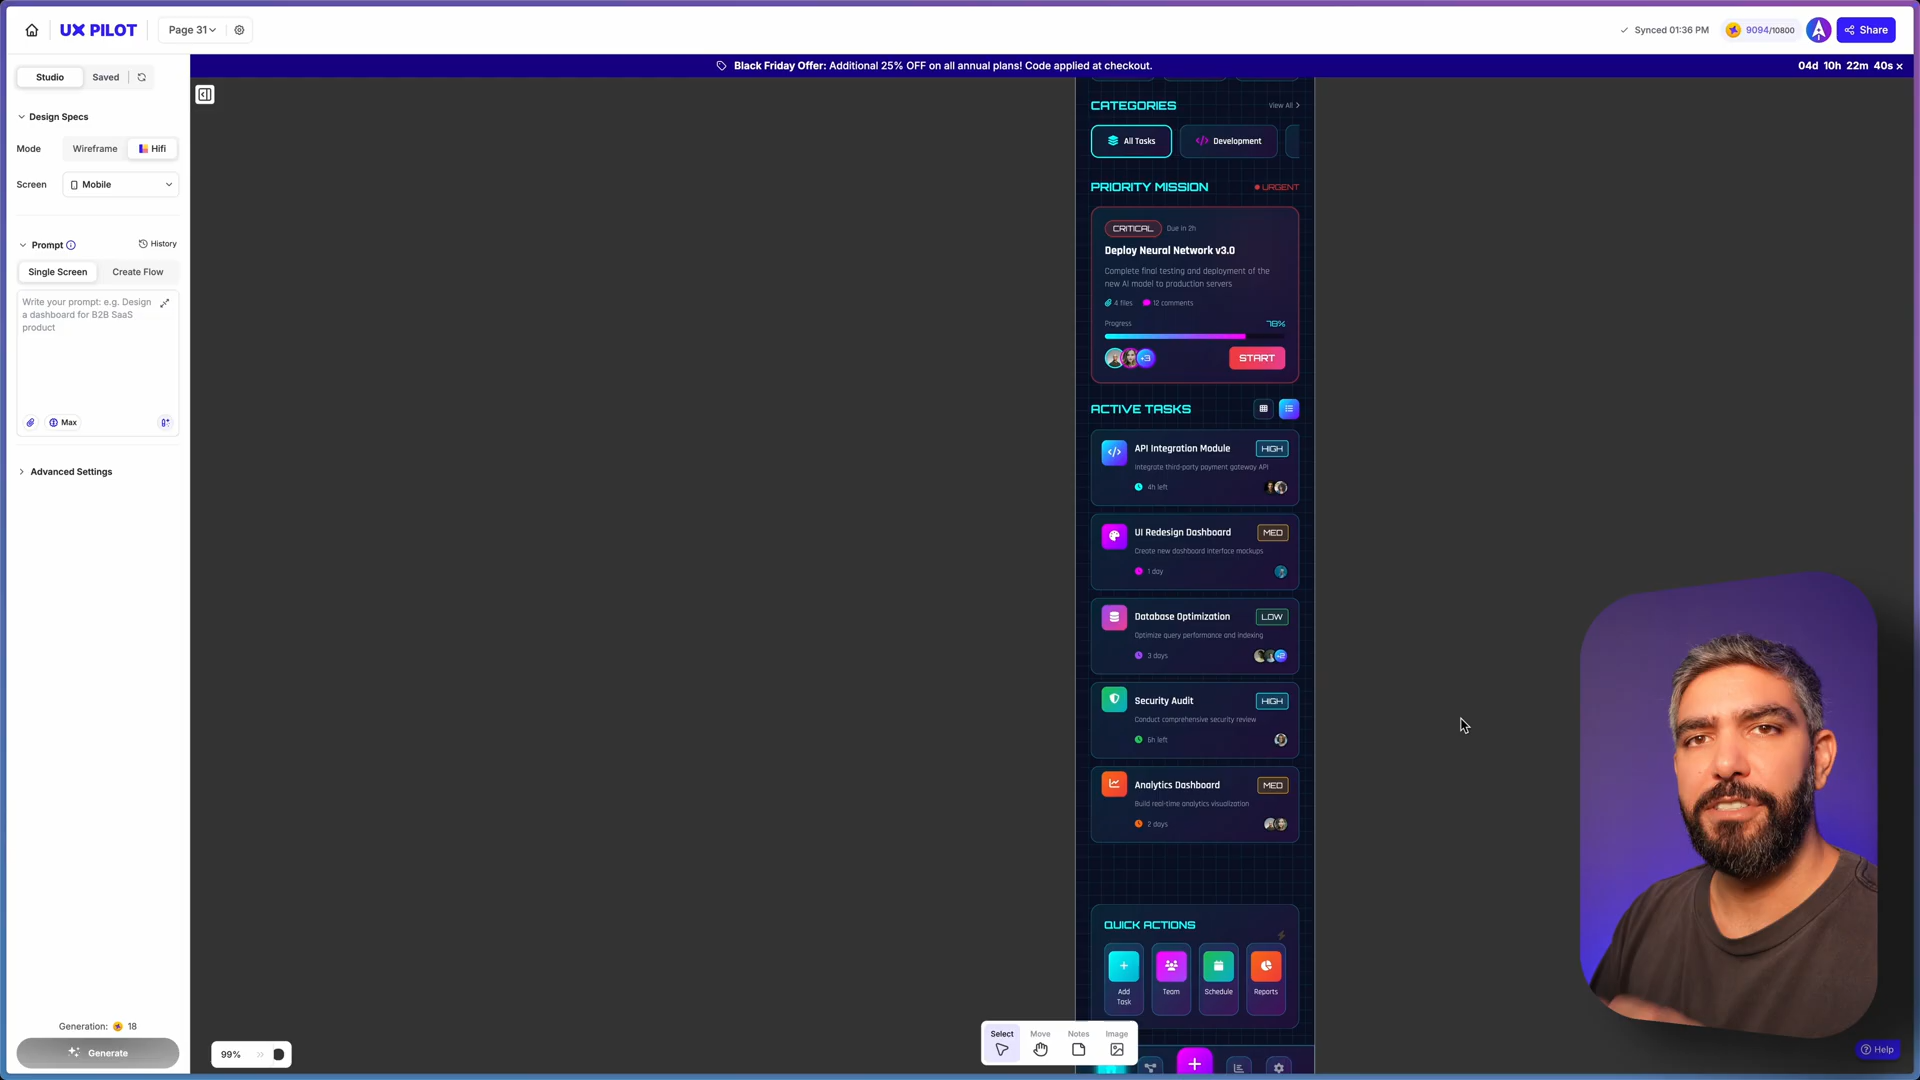 UX PILOT
Page 31
Synced 01:36 PM
9094/10800
Share
Studio
Saved
Black Friday Offer: Additional 25% OFF on all annual plans! Code applied at checkout.
04d 10h 22m 40s ×
Design Specs
Mode
Wireframe
Hifi
Screen
Mobile
Prompt
History
Single Screen
Create Flow
Write your prompt: e.g. Design
a dashboard for B2B SaaS
product
Max
Advanced Settings
Generation: 18
Generate
99%
CATEGORIES
View All
All Tasks
Development
PRIORITY MISSION
URGENT
CRITICAL
Due in 2h
Deploy Neural Network v3.0
Complete final testing and deployment of the
new AI model to production servers
4 files
12 comments
Progress
78%
+3
START
ACTIVE TASKS
API Integration Module
HIGH
Integrate third-party payment gateway API
4h left
UI Redesign Dashboard
MED
Create new dashboard interface mockups
1 day
Database Optimization
LOW
Optimize query performance and indexing
3 days
+2
Security Audit
HIGH
Conduct comprehensive security review
6h left
Analytics Dashboard
MED
Build real-time analytics visualization
2 days
QUICK ACTIONS
Add
Task
Team
Schedule
Reports
Select
Move
Notes
Image
Help